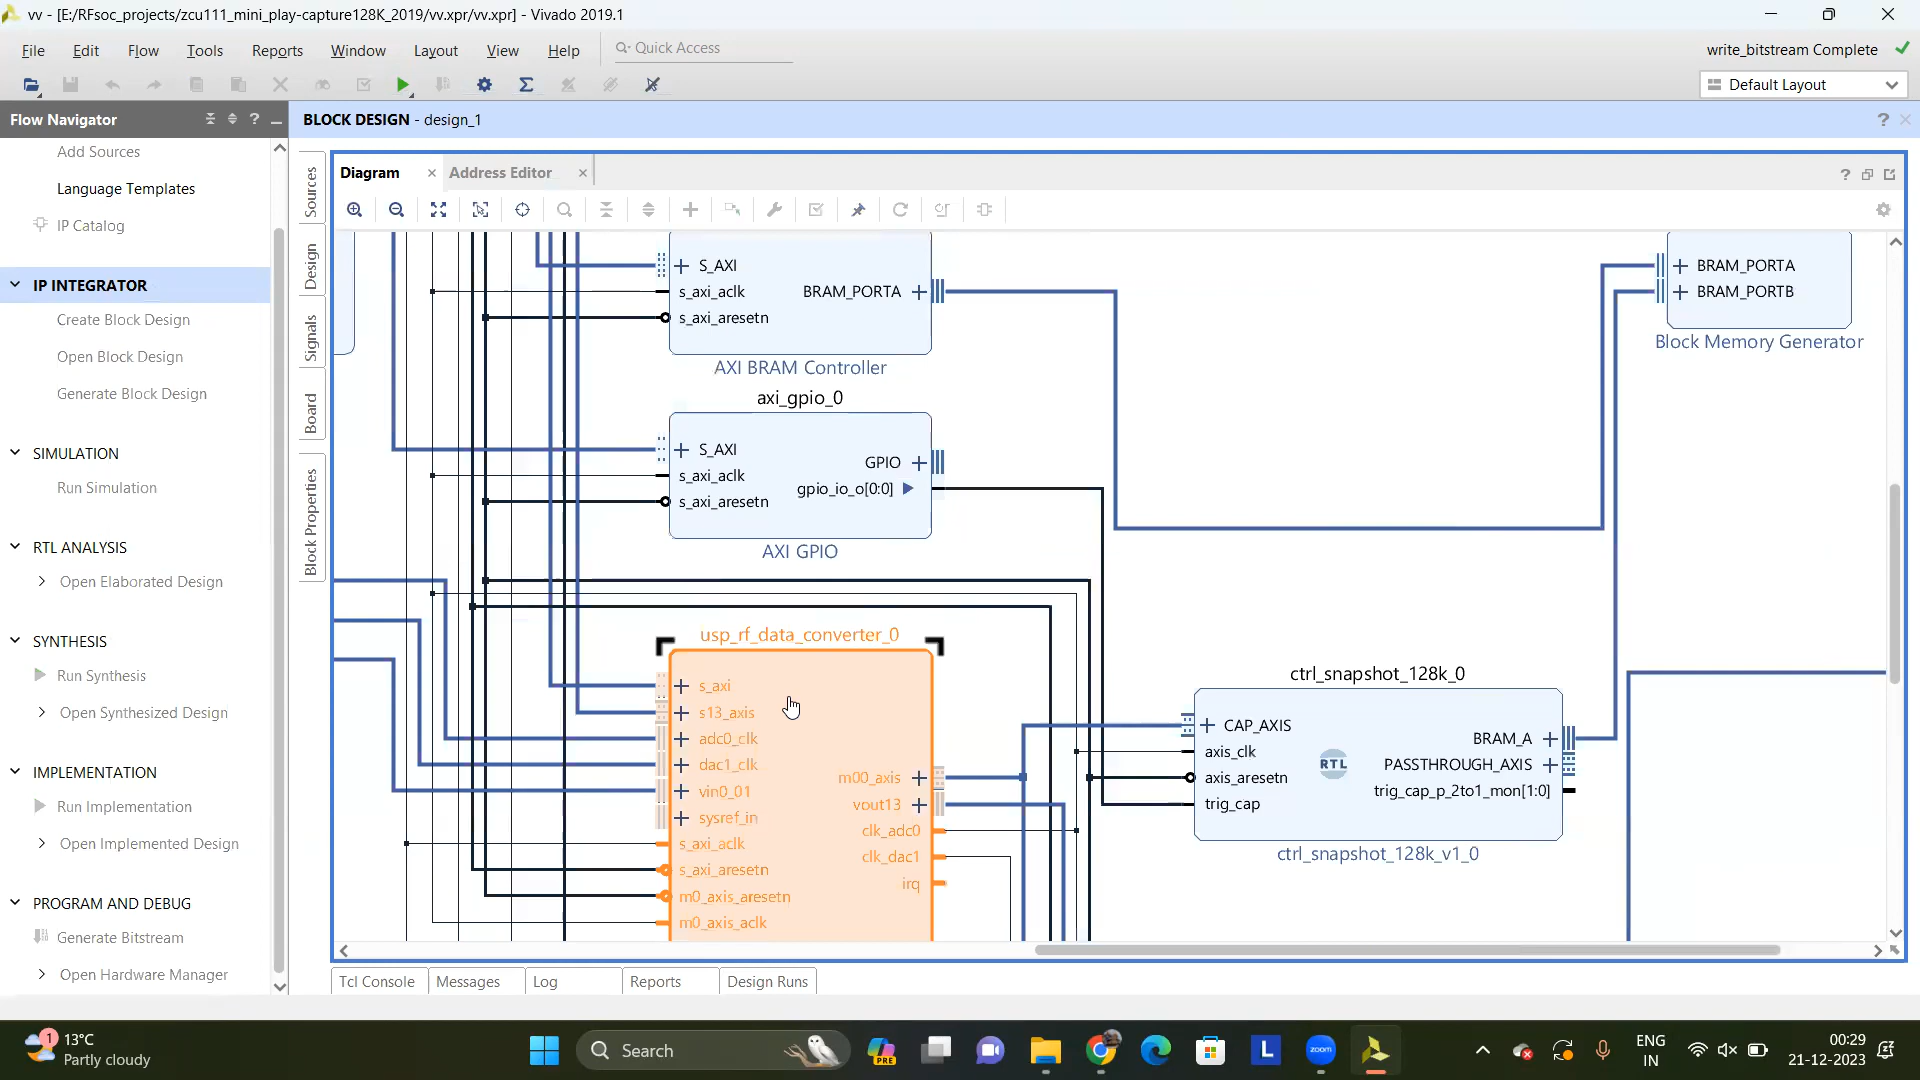 vv - [E:/RFsoc_projects/zcu111_mini_play-capture128K_2019/vv.xpr/vv.xpr] - Vivado 2019.1
File Edit Flow Tools Reports Window Layout View Help Quick Access
write_bitstream Complete
Default Layout
Flow Navigator
Add Sources
Language Templates
IP Catalog
IP INTEGRATOR
Create Block Design
Open Block Design
Generate Block Design
SIMULATION
Run Simulation
RTL ANALYSIS
Open Elaborated Design
SYNTHESIS
Run Synthesis
Open Synthesized Design
IMPLEMENTATION
Run Implementation
Open Implemented Design
PROGRAM AND DEBUG
Generate Bitstream
Open Hardware Manager
BLOCK DESIGN - design_1
Sources
Design
Signals
Board
Block Properties
Diagram
Address Editor
S_AXI
s_axi_aclk
s_axi_aresetn
BRAM_PORTA
AXI BRAM Controller
axi_gpio_0
S_AXI
s_axi_aclk
s_axi_aresetn
GPIO
gpio_io_o[0:0]
AXI GPIO
usp_rf_data_converter_0
s_axi
s13_axis
adc0_clk
dac1_clk
vin0_01
sysref_in
s_axi_aclk
s_axi_aresetn
m0_axis_aresetn
m0_axis_aclk
m00_axis
vout13
clk_adc0
clk_dac1
irq
ctrl_snapshot_128k_0
CAP_AXIS
axis_clk
axis_aresetn
trig_cap
RTL
BRAM_A
PASSTHROUGH_AXIS
trig_cap_p_2to1_mon[1:0]
ctrl_snapshot_128k_v1_0
BRAM_PORTA
BRAM_PORTB
Block Memory Generator
Tcl Console
Messages
Log
Reports
Design Runs
1
13°C
Partly cloudy
Search
PRE
L
zoom
ENG
IN
00:29
21-12-2023